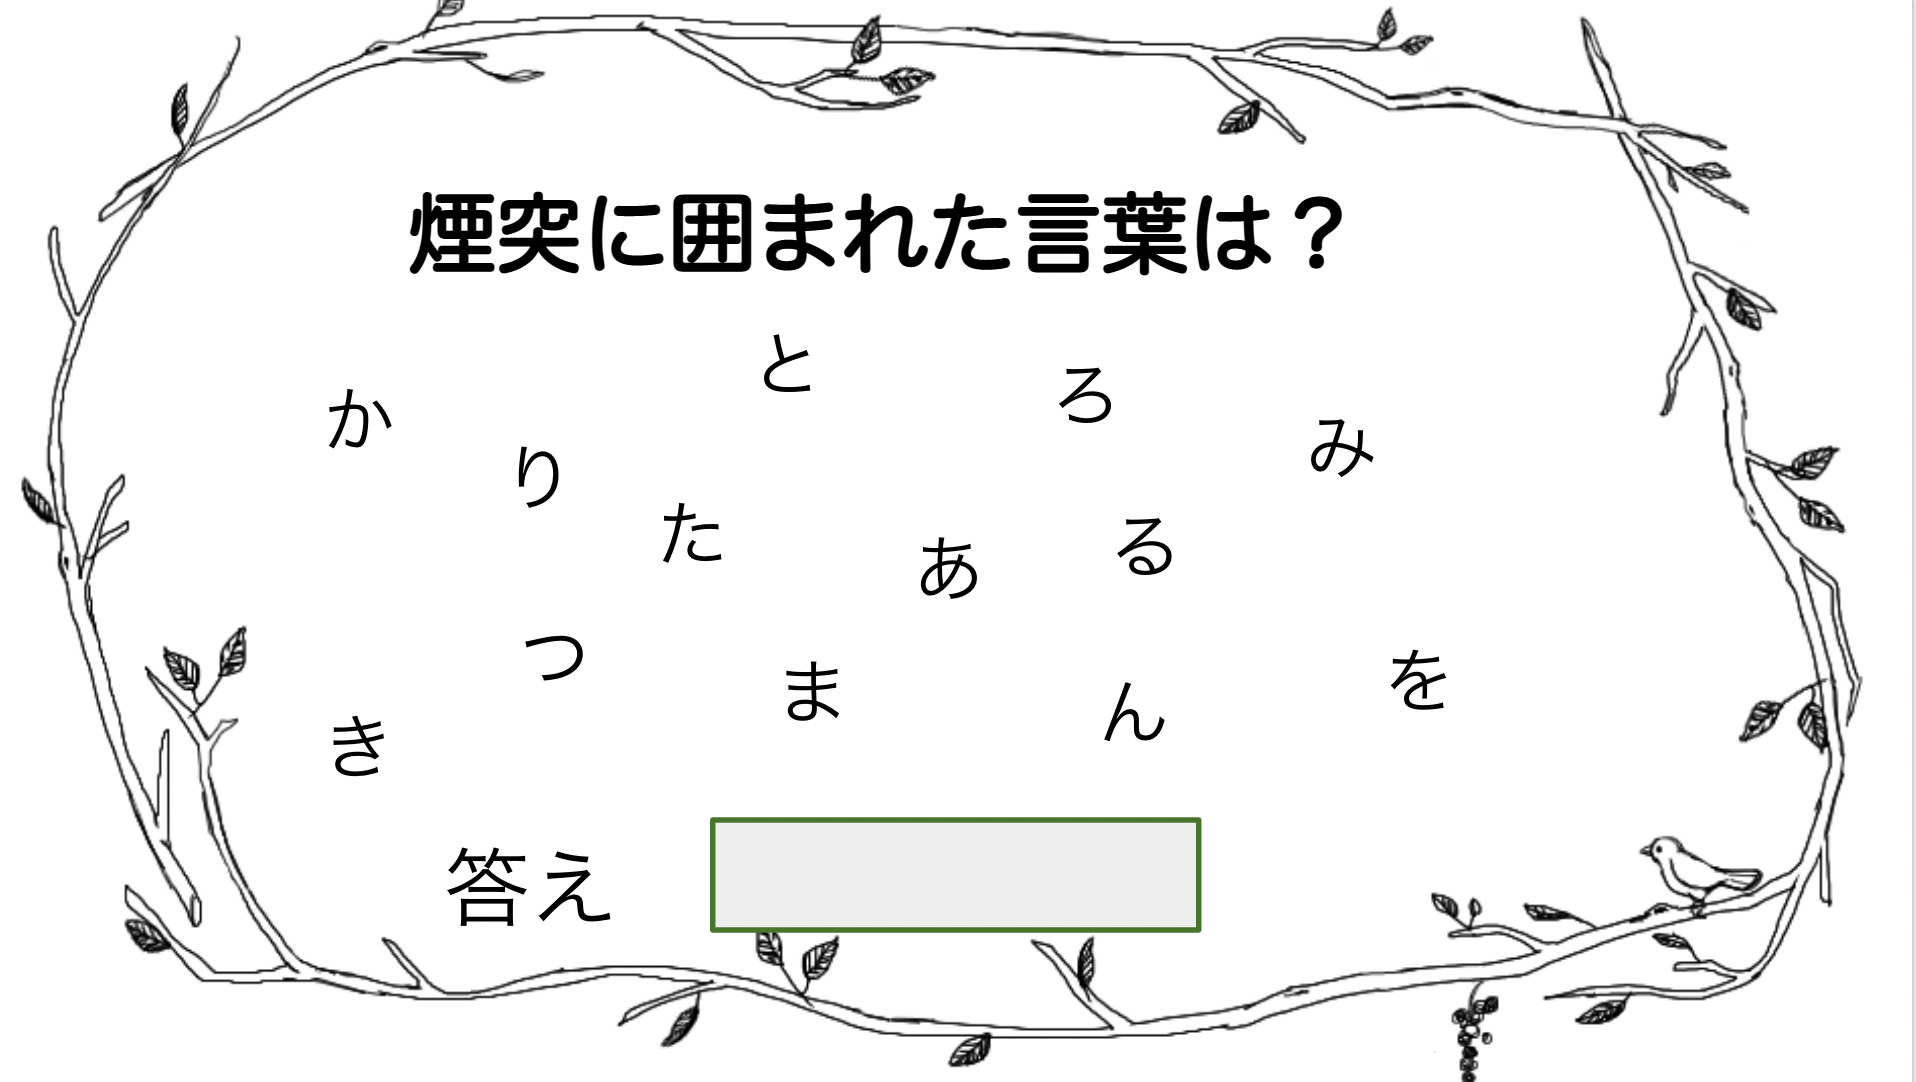 煙突に囲まれた言葉は？
と
ろ
か
み
り
た
る
あ
つ
ま
を
ん
き
答え